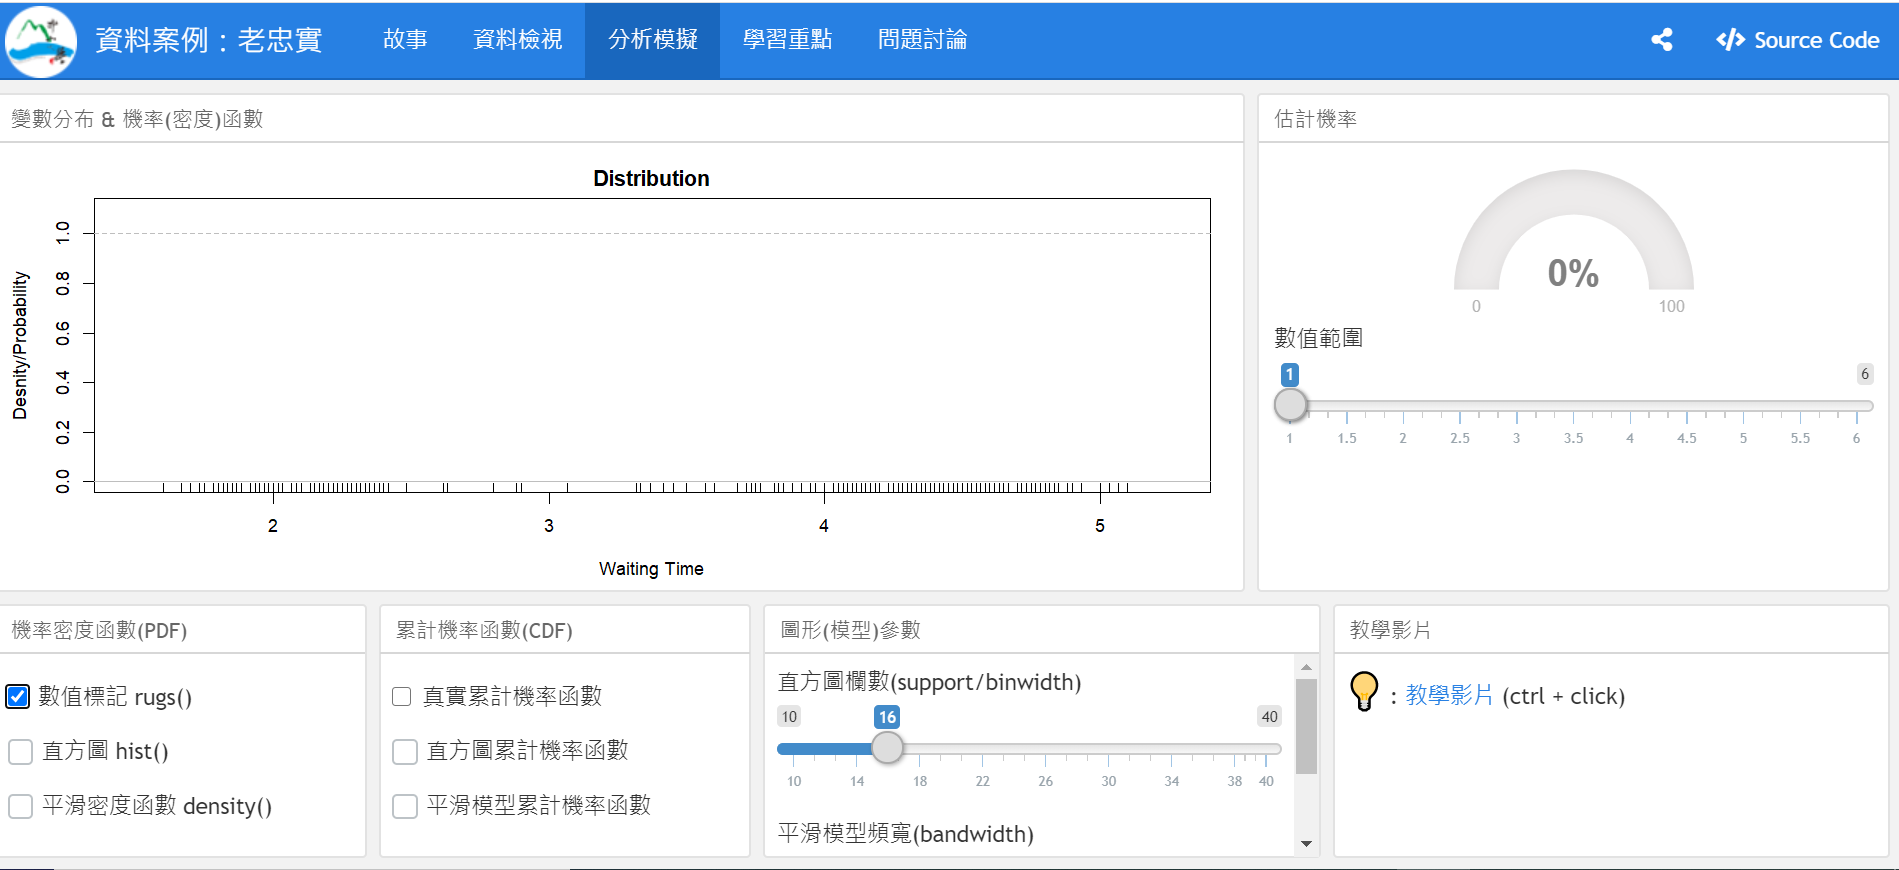 資料案例：老忠實 故事 資料檢視 分析模擬 學習重點 問題討論 Source Code
變數分布 & 機率(密度)函數
Distribution
Desnity/Probability
1.0
0.8
0.6
0.4
0.2
0.0
2 3 4 5
Waiting Time
估計機率
0%
0 100
數值範圍
1 6
1 1.5 2 2.5 3 3.5 4 4.5 5 5.5 6
機率密度函數(PDF)
數值標記 rugs()
直方圖 hist()
平滑密度函數 density()
累計機率函數(CDF)
真實累計機率函數
直方圖累計機率函數
平滑模型累計機率函數
圖形(模型)參數
直方圖欄數(support/binwidth)
10 16 40
10 14 18 22 26 30 34 38 40
平滑模型頻寬(bandwidth)
教學影片
: 教學影片 (ctrl + click)